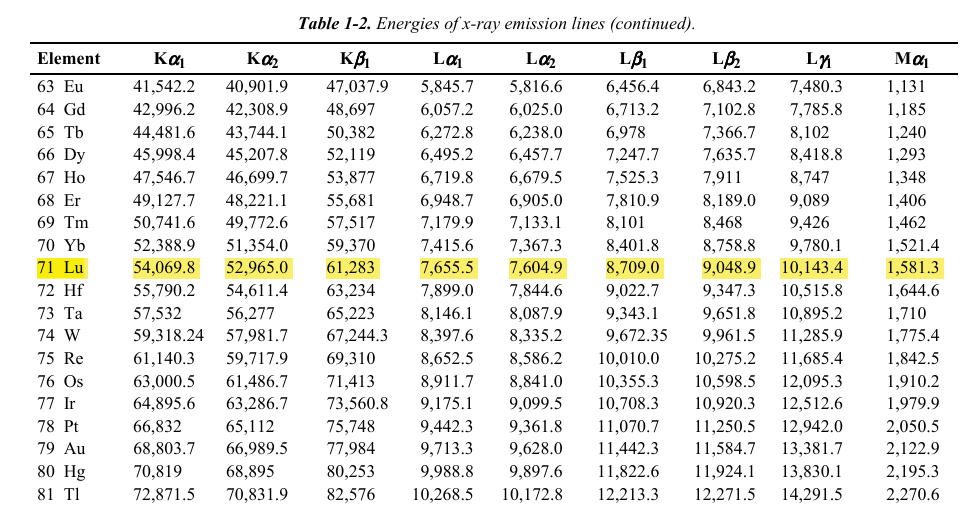 Table 1-2. Energies of x-ray emission lines (continued).
Element Kα1 Kα2 Kβ1 Lα1 Lα2 Lβ1 Lβ2 Lγ1 Mα1
63 Eu 41,542.2 40,901.9 47,037.9 5,845.7 5,816.6 6,456.4 6,843.2 7,480.3 1,131
64 Gd 42,996.2 42,308.9 48,697 6,057.2 6,025.0 6,713.2 7,102.8 7,785.8 1,185
65 Tb 44,481.6 43,744.1 50,382 6,272.8 6,238.0 6,978 7,366.7 8,102 1,240
66 Dy 45,998.4 45,207.8 52,119 6,495.2 6,457.7 7,247.7 7,635.7 8,418.8 1,293
67 Ho 47,546.7 46,699.7 53,877 6,719.8 6,679.5 7,525.3 7,911 8,747 1,348
68 Er 49,127.7 48,221.1 55,681 6,948.7 6,905.0 7,810.9 8,189.0 9,089 1,406
69 Tm 50,741.6 49,772.6 57,517 7,179.9 7,133.1 8,101 8,468 9,426 1,462
70 Yb 52,388.9 51,354.0 59,370 7,415.6 7,367.3 8,401.8 8,758.8 9,780.1 1,521.4
71 Lu 54,069.8 52,965.0 61,283 7,655.5 7,604.9 8,709.0 9,048.9 10,143.4 1,581.3
72 Hf 55,790.2 54,611.4 63,234 7,899.0 7,844.6 9,022.7 9,347.3 10,515.8 1,644.6
73 Ta 57,532 56,277 65,223 8,146.1 8,087.9 9,343.1 9,651.8 10,895.2 1,710
74 W 59,318.24 57,981.7 67,244.3 8,397.6 8,335.2 9,672.35 9,961.5 11,285.9 1,775.4
75 Re 61,140.3 59,717.9 69,310 8,652.5 8,586.2 10,010.0 10,275.2 11,685.4 1,842.5
76 Os 63,000.5 61,486.7 71,413 8,911.7 8,841.0 10,355.3 10,598.5 12,095.3 1,910.2
77 Ir 64,895.6 63,286.7 73,560.8 9,175.1 9,099.5 10,708.3 10,920.3 12,512.6 1,979.9
78 Pt 66,832 65,112 75,748 9,442.3 9,361.8 11,070.7 11,250.5 12,942.0 2,050.5
79 Au 68,803.7 66,989.5 77,984 9,713.3 9,628.0 11,442.3 11,584.7 13,381.7 2,122.9
80 Hg 70,819 68,895 80,253 9,988.8 9,897.6 11,822.6 11,924.1 13,830.1 2,195.3
81 Tl 72,871.5 70,831.9 82,576 10,268.5 10,172.8 12,213.3 12,271.5 14,291.5 2,270.6